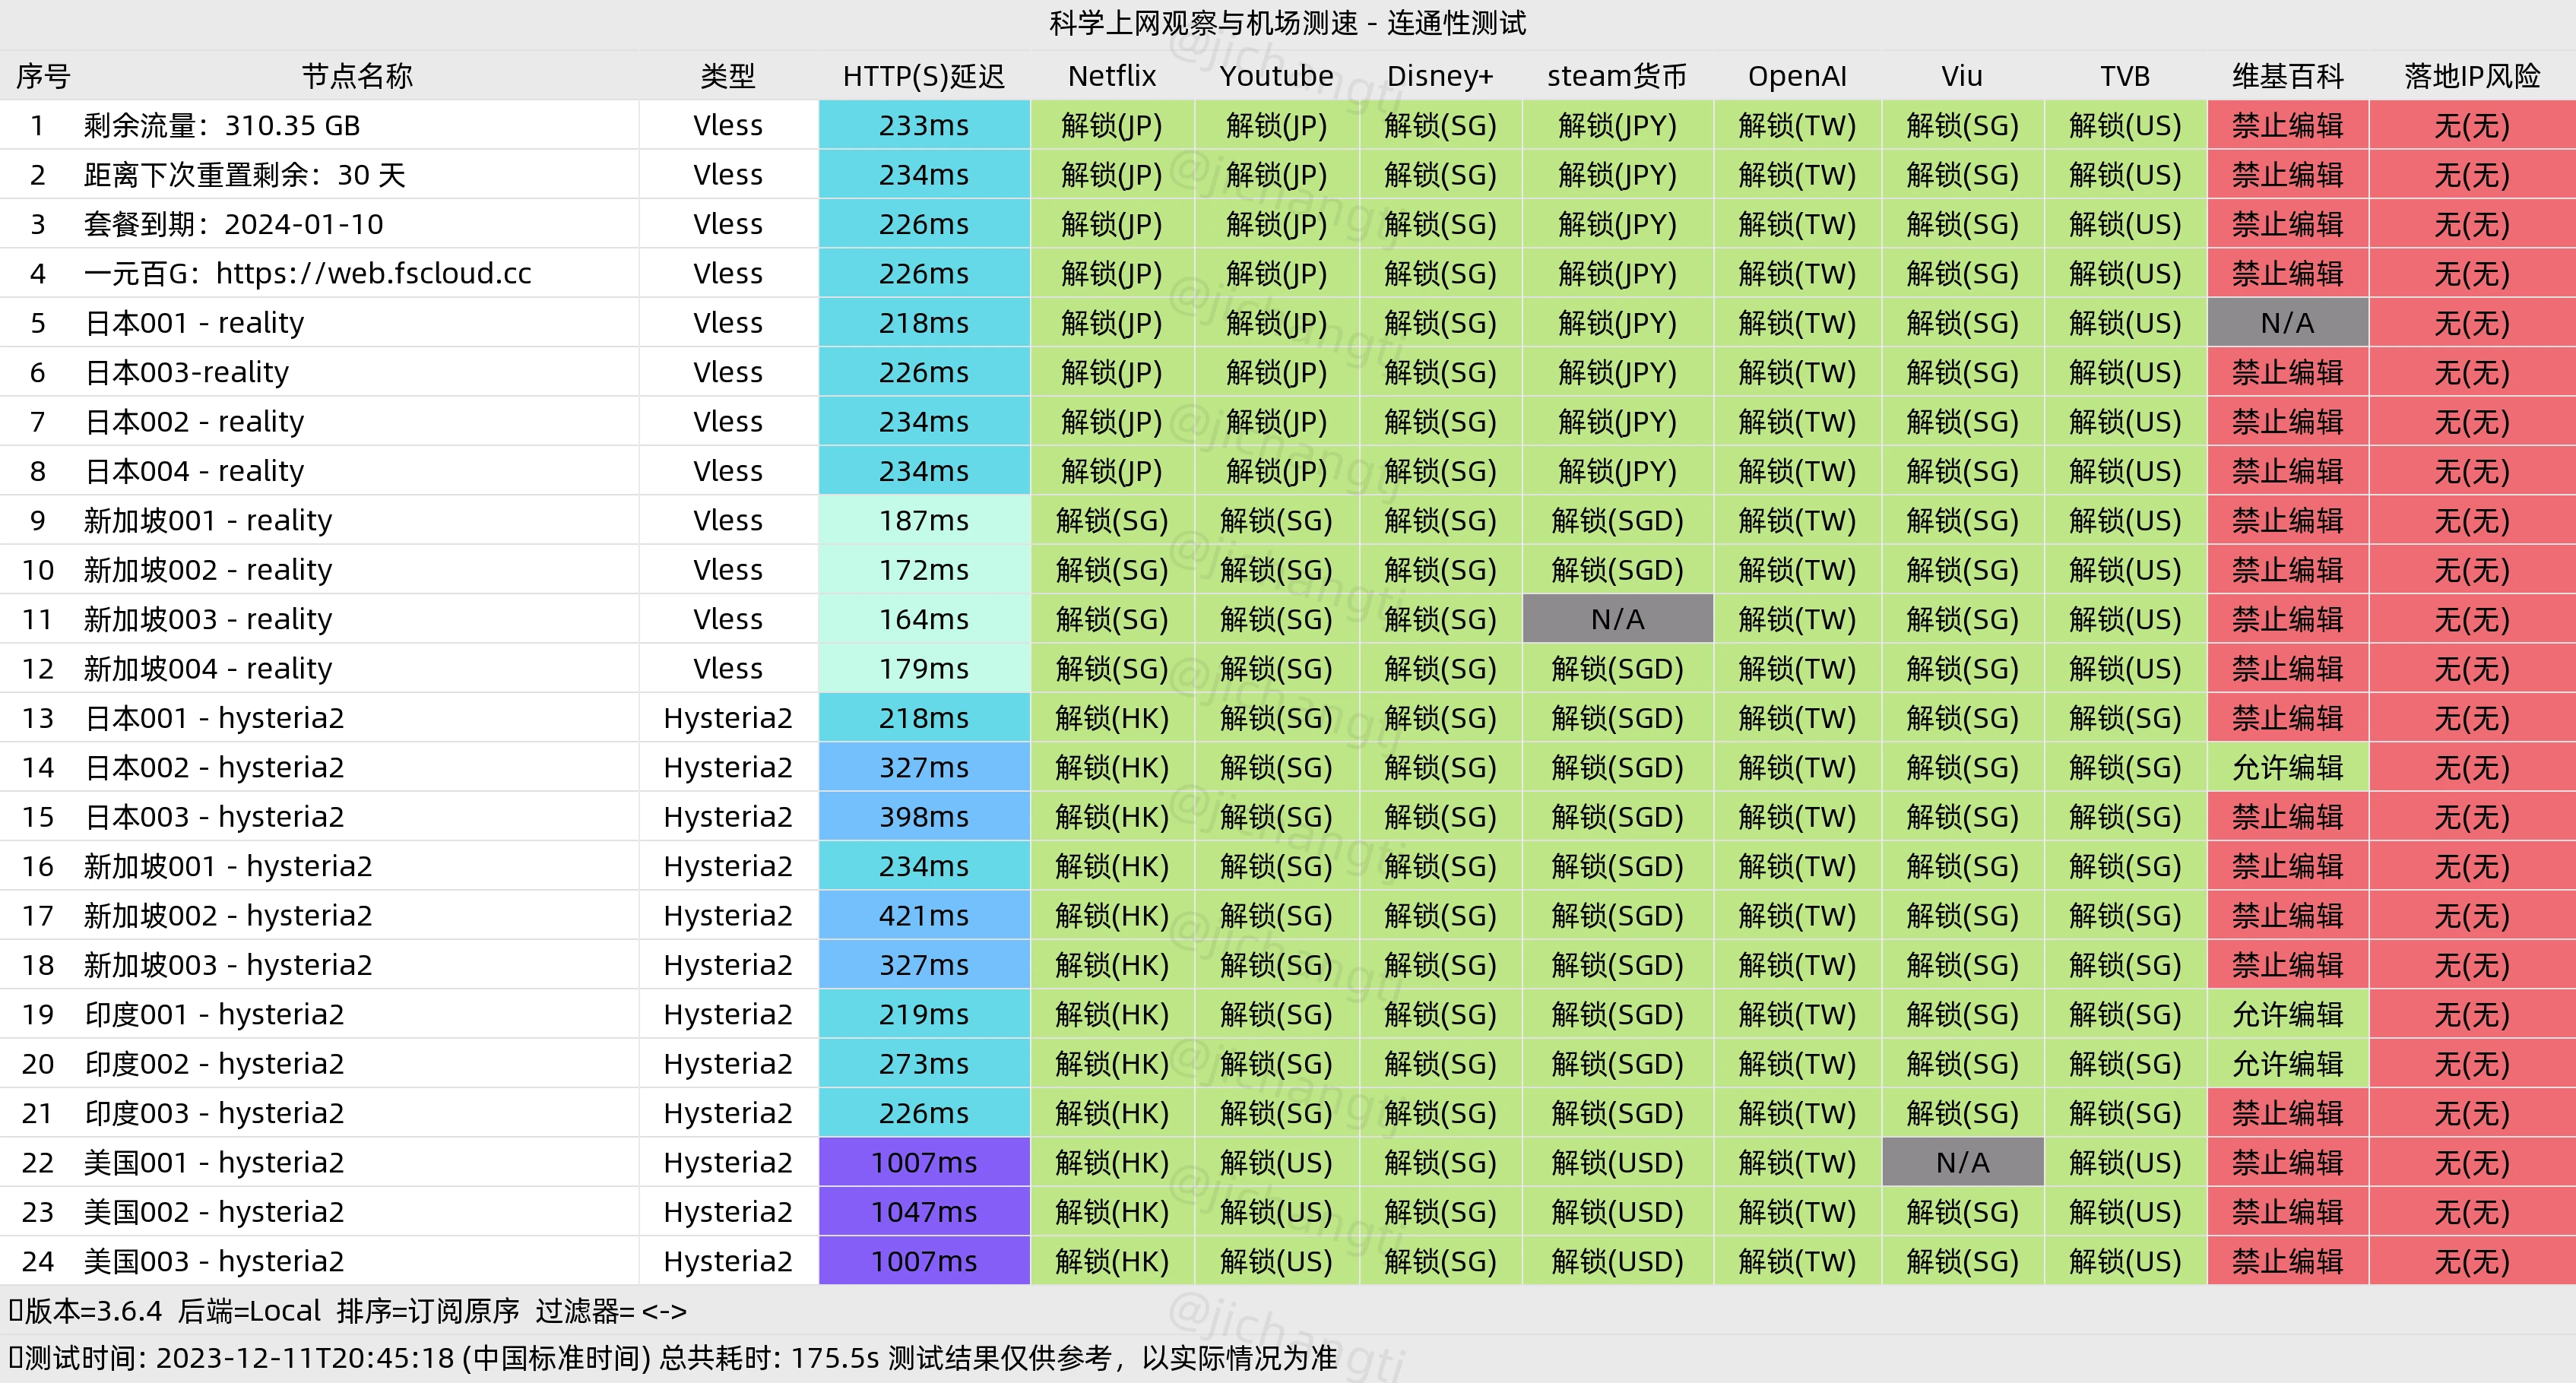 科学上网观察与机场测速 - 连通性测试
序号 节点名称 类型 HTTP(S)延迟 Netflix Youtube Disney+ steam货币 OpenAI Viu TVB 维基百科 落地IP风险
1 剩余流量：310.35 GB Vless 233ms 解锁(JP) 解锁(JP) 解锁(SG) 解锁(JPY) 解锁(TW) 解锁(SG) 解锁(US) 禁止编辑 无(无)
2 距离下次重置剩余：30 天 Vless 234ms 解锁(JP) 解锁(JP) 解锁(SG) 解锁(JPY) 解锁(TW) 解锁(SG) 解锁(US) 禁止编辑 无(无)
3 套餐到期：2024-01-10 Vless 226ms 解锁(JP) 解锁(JP) 解锁(SG) 解锁(JPY) 解锁(TW) 解锁(SG) 解锁(US) 禁止编辑 无(无)
4 一元百G：https://web.fscloud.cc Vless 226ms 解锁(JP) 解锁(JP) 解锁(SG) 解锁(JPY) 解锁(TW) 解锁(SG) 解锁(US) 禁止编辑 无(无)
5 日本001 - reality Vless 218ms 解锁(JP) 解锁(JP) 解锁(SG) 解锁(JPY) 解锁(TW) 解锁(SG) 解锁(US) N/A 无(无)
6 日本003-reality Vless 226ms 解锁(JP) 解锁(JP) 解锁(SG) 解锁(JPY) 解锁(TW) 解锁(SG) 解锁(US) 禁止编辑 无(无)
7 日本002 - reality Vless 234ms 解锁(JP) 解锁(JP) 解锁(SG) 解锁(JPY) 解锁(TW) 解锁(SG) 解锁(US) 禁止编辑 无(无)
8 日本004 - reality Vless 234ms 解锁(JP) 解锁(JP) 解锁(SG) 解锁(JPY) 解锁(TW) 解锁(SG) 解锁(US) 禁止编辑 无(无)
9 新加坡001 - reality Vless 187ms 解锁(SG) 解锁(SG) 解锁(SG) 解锁(SGD) 解锁(TW) 解锁(SG) 解锁(US) 禁止编辑 无(无)
10 新加坡002 - reality Vless 172ms 解锁(SG) 解锁(SG) 解锁(SG) 解锁(SGD) 解锁(TW) 解锁(SG) 解锁(US) 禁止编辑 无(无)
11 新加坡003 - reality Vless 164ms 解锁(SG) 解锁(SG) 解锁(SG) N/A 解锁(TW) 解锁(SG) 解锁(US) 禁止编辑 无(无)
12 新加坡004 - reality Vless 179ms 解锁(SG) 解锁(SG) 解锁(SG) 解锁(SGD) 解锁(TW) 解锁(SG) 解锁(US) 禁止编辑 无(无)
13 日本001 - hysteria2 Hysteria2 218ms 解锁(HK) 解锁(SG) 解锁(SG) 解锁(SGD) 解锁(TW) 解锁(SG) 解锁(SG) 禁止编辑 无(无)
14 日本002 - hysteria2 Hysteria2 327ms 解锁(HK) 解锁(SG) 解锁(SG) 解锁(SGD) 解锁(TW) 解锁(SG) 解锁(SG) 允许编辑 无(无)
15 日本003 - hysteria2 Hysteria2 398ms 解锁(HK) 解锁(SG) 解锁(SG) 解锁(SGD) 解锁(TW) 解锁(SG) 解锁(SG) 禁止编辑 无(无)
16 新加坡001 - hysteria2 Hysteria2 234ms 解锁(HK) 解锁(SG) 解锁(SG) 解锁(SGD) 解锁(TW) 解锁(SG) 解锁(SG) 禁止编辑 无(无)
17 新加坡002 - hysteria2 Hysteria2 421ms 解锁(HK) 解锁(SG) 解锁(SG) 解锁(SGD) 解锁(TW) 解锁(SG) 解锁(SG) 禁止编辑 无(无)
18 新加坡003 - hysteria2 Hysteria2 327ms 解锁(HK) 解锁(SG) 解锁(SG) 解锁(SGD) 解锁(TW) 解锁(SG) 解锁(SG) 禁止编辑 无(无)
19 印度001 - hysteria2 Hysteria2 219ms 解锁(HK) 解锁(SG) 解锁(SG) 解锁(SGD) 解锁(TW) 解锁(SG) 解锁(SG) 允许编辑 无(无)
20 印度002 - hysteria2 Hysteria2 273ms 解锁(HK) 解锁(SG) 解锁(SG) 解锁(SGD) 解锁(TW) 解锁(SG) 解锁(SG) 允许编辑 无(无)
21 印度003 - hysteria2 Hysteria2 226ms 解锁(HK) 解锁(SG) 解锁(SG) 解锁(SGD) 解锁(TW) 解锁(SG) 解锁(SG) 禁止编辑 无(无)
22 美国001 - hysteria2 Hysteria2 1007ms 解锁(HK) 解锁(US) 解锁(SG) 解锁(USD) 解锁(TW) N/A 解锁(US) 禁止编辑 无(无)
23 美国002 - hysteria2 Hysteria2 1047ms 解锁(HK) 解锁(US) 解锁(SG) 解锁(USD) 解锁(TW) 解锁(SG) 解锁(US) 禁止编辑 无(无)
24 美国003 - hysteria2 Hysteria2 1007ms 解锁(HK) 解锁(US) 解锁(SG) 解锁(USD) 解锁(TW) 解锁(SG) 解锁(US) 禁止编辑 无(无)
版本=3.6.4 后端=Local 排序=订阅原序 过滤器= <->
测试时间: 2023-12-11T20:45:18 (中国标准时间) 总共耗时: 175.5s 测试结果仅供参考，以实际情况为准
@jichangtj
@jichangtj
@jichangtj
@jichangtj
@jichangtj
@jichangtj
@jichangtj
@jichangtj
@jichangtj
@jichangtj
@jichangtj